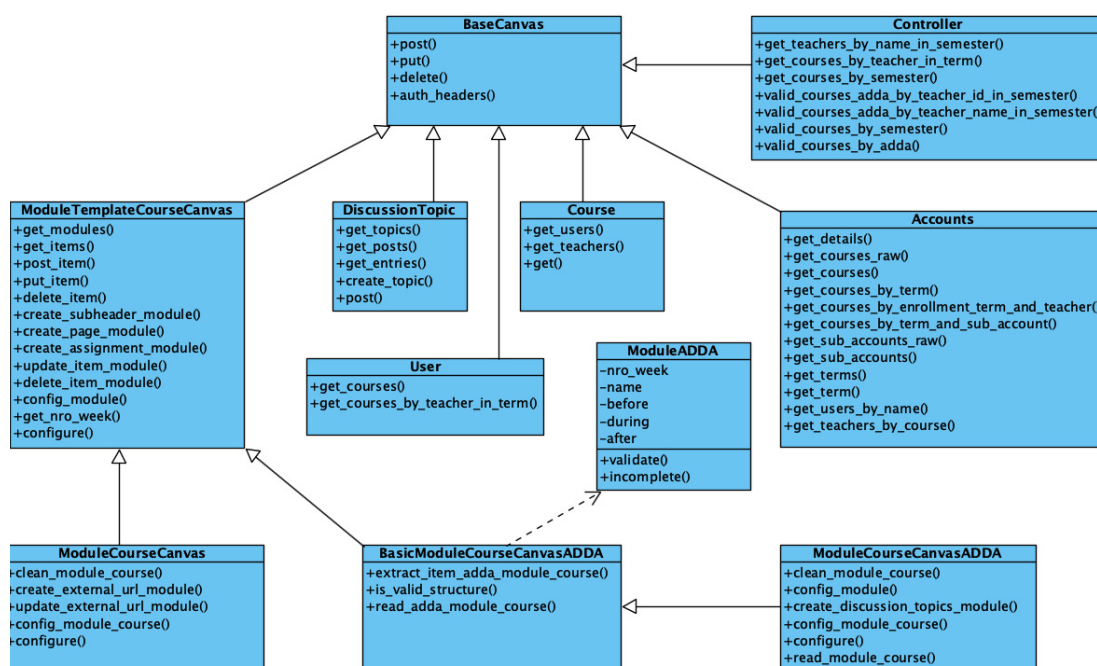 BaseCanvas
+post()
+put()
+delete()
+auth_headers()
Controller
+get_teachers_by_name_in_semester()
+get_courses_by_teacher_in_term()
+get_courses_by_semester()
+valid_courses_adda_by_teacher_id_in_semester()
+valid_courses_adda_by_teacher_name_in_semester()
+valid_courses_by_semester()
+valid_courses_by_adda()
ModuleTemplateCourseCanvas
+get_modules()
+get_items()
+post_item()
+put_item()
+delete_item()
+create_subheader_module()
+create_page_module()
+create_assignment_module()
+update_item_module()
+delete_item_module()
+config_module()
+get_nro_week()
+configure()
DiscussionTopic
+get_topics()
+get_posts()
+get_entries()
+create_topic()
+post()
Course
+get_users()
+get_teachers()
+get()
Accounts
+get_details()
+get_courses_raw()
+get_courses()
+get_courses_by_term()
+get_courses_by_enrollment_term_and_teacher()
+get_courses_by_term_and_sub_account()
+get_sub_accounts_raw()
+get_sub_accounts()
+get_terms()
+get_term()
+get_users_by_name()
+get_teachers_by_course()
User
+get_courses()
+get_courses_by_teacher_in_term()
ModuleADDA
-nro_week
-name
-before
-during
-after
+validate()
+incomplete()
ModuleCourseCanvas
+clean_module_course()
+create_external_url_module()
+update_external_url_module()
+config_module_course()
+configure()
BasicModuleCourseCanvasADDA
+extract_item_adda_module_course()
+is_valid_structure()
+read_adda_module_course()
ModuleCourseCanvasADDA
+clean_module_course()
+config_module()
+create_discussion_topics_module()
+config_module_course()
+configure()
+read_module_course()